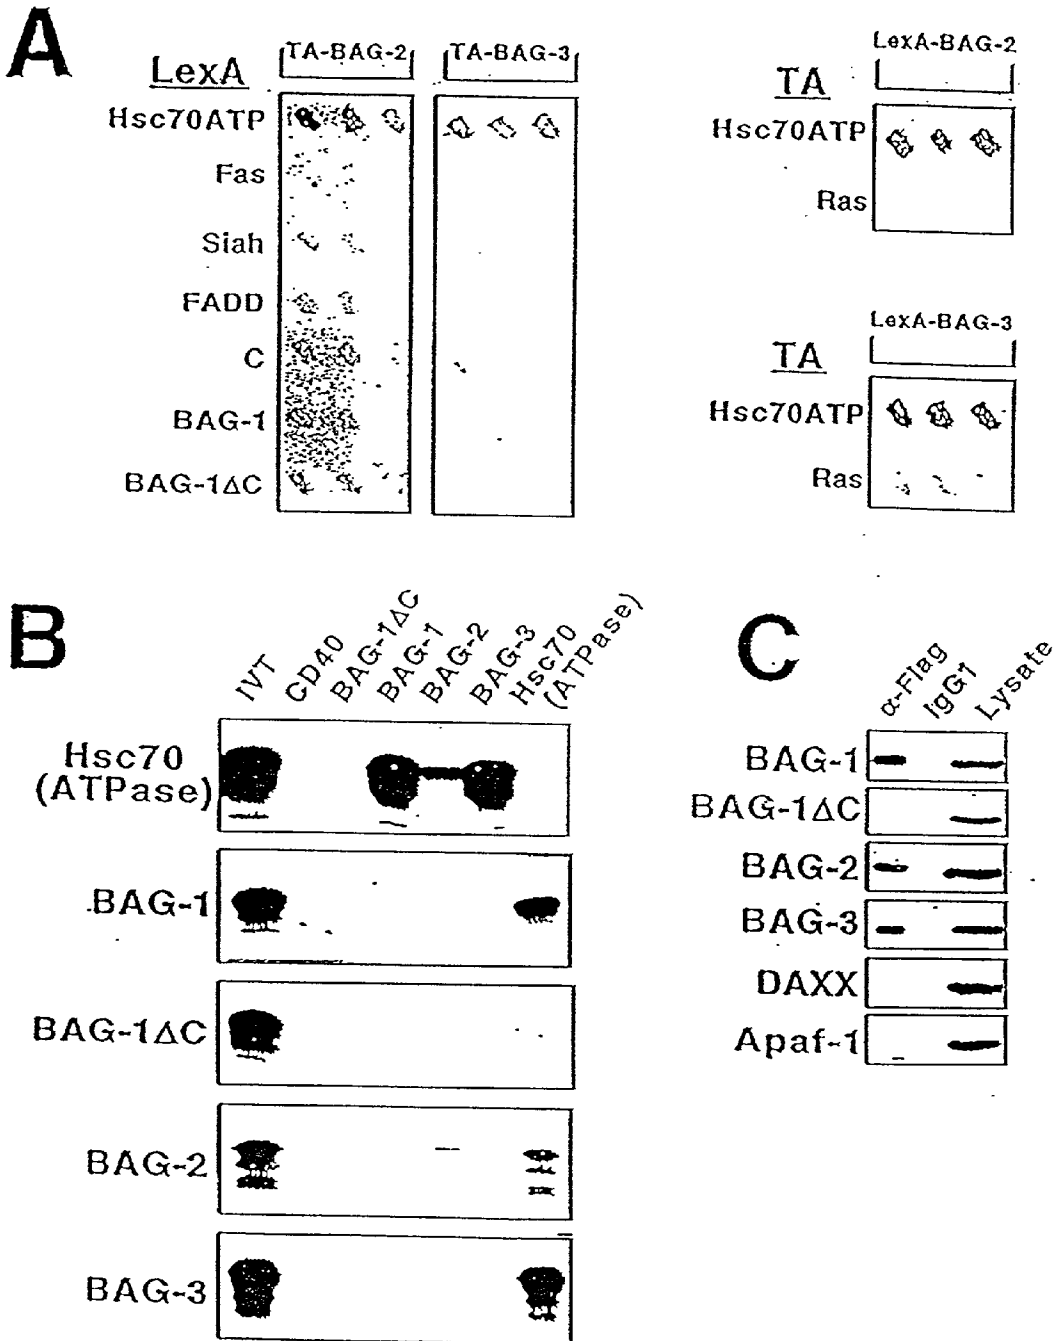 A
LexA
TA-BAG-2
TA-BAG-3
Hsc70ATP
Fas
Siah
FADD
C
BAG-1
BAG-1ΔC
LexA-BAG-2
TA
Hsc70ATP
Ras
LexA-BAG-3
TA
Hsc70ATP
Ras
B
IVT
CD40
BAG-1ΔC
BAG-1
BAG-2
BAG-3
Hsc70
(ATPase)
Hsc70
(ATPase)
BAG-1
BAG-1ΔC
BAG-2
BAG-3
C
α-Flag
IgG1
Lysate
BAG-1
BAG-1ΔC
BAG-2
BAG-3
DAXX
Apaf-1